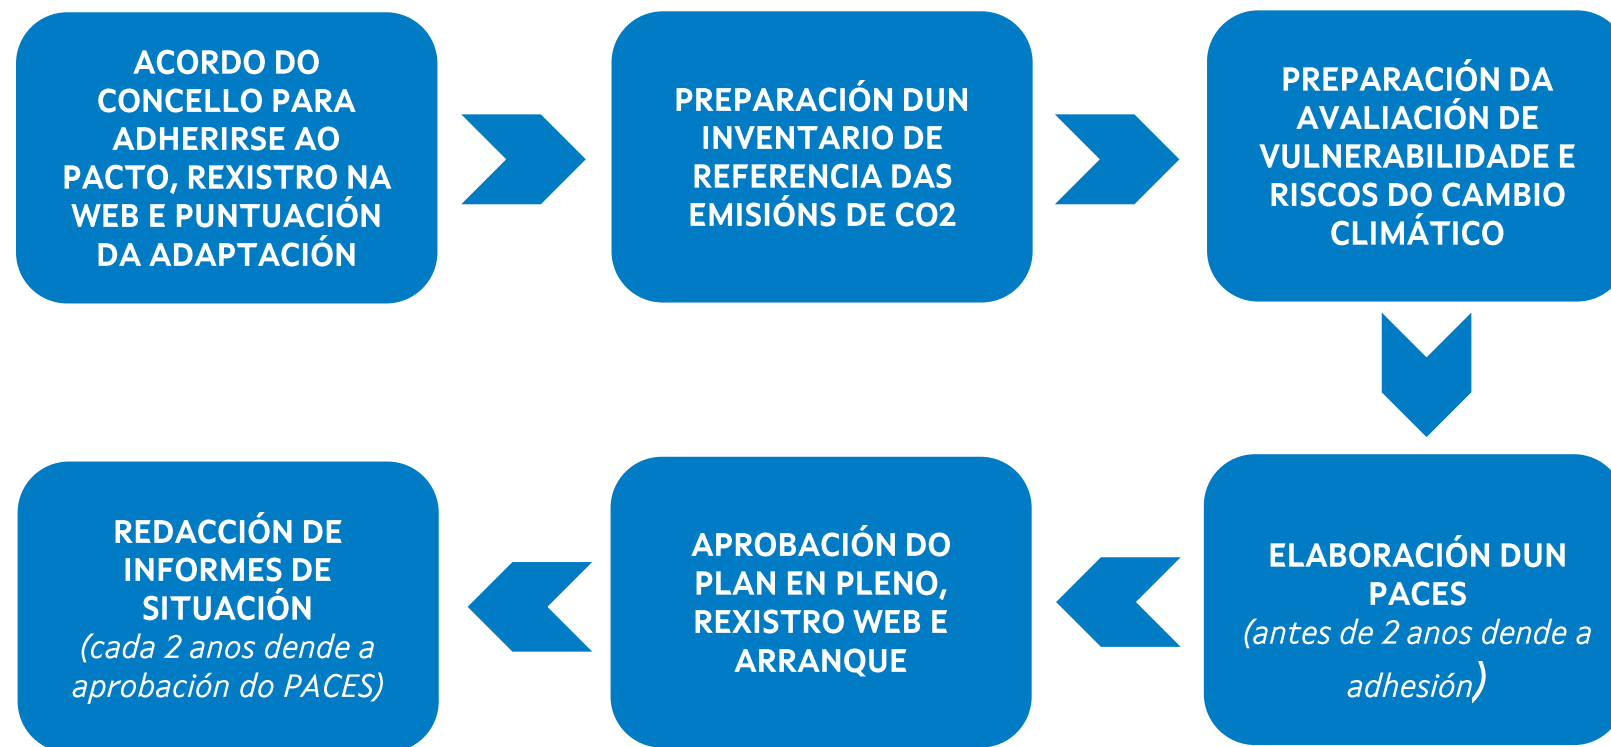 ACORDO DO
CONCELLO PARA
ADHERIRSE AO
PACTO, REXISTRO NA
WEB E PUNTUACIÓN
DA ADAPTACIÓN
PREPARACIÓN DUN
INVENTARIO DE
REFERENCIA DAS
EMISIÓNS DE CO2
PREPARACIÓN DA
AVALIACIÓN DE
VULNERABILIDADE E
RISCOS DO CAMBIO
CLIMÁTICO
ELABORACIÓN DUN
PACES
(antes de 2 anos dende a
adhesión)
APROBACIÓN DO
PLAN EN PLENO,
REXISTRO WEB E
ARRANQUE
REDACCIÓN DE
INFORMES DE
SITUACIÓN
(cada 2 anos dende a
aprobación do PACES)